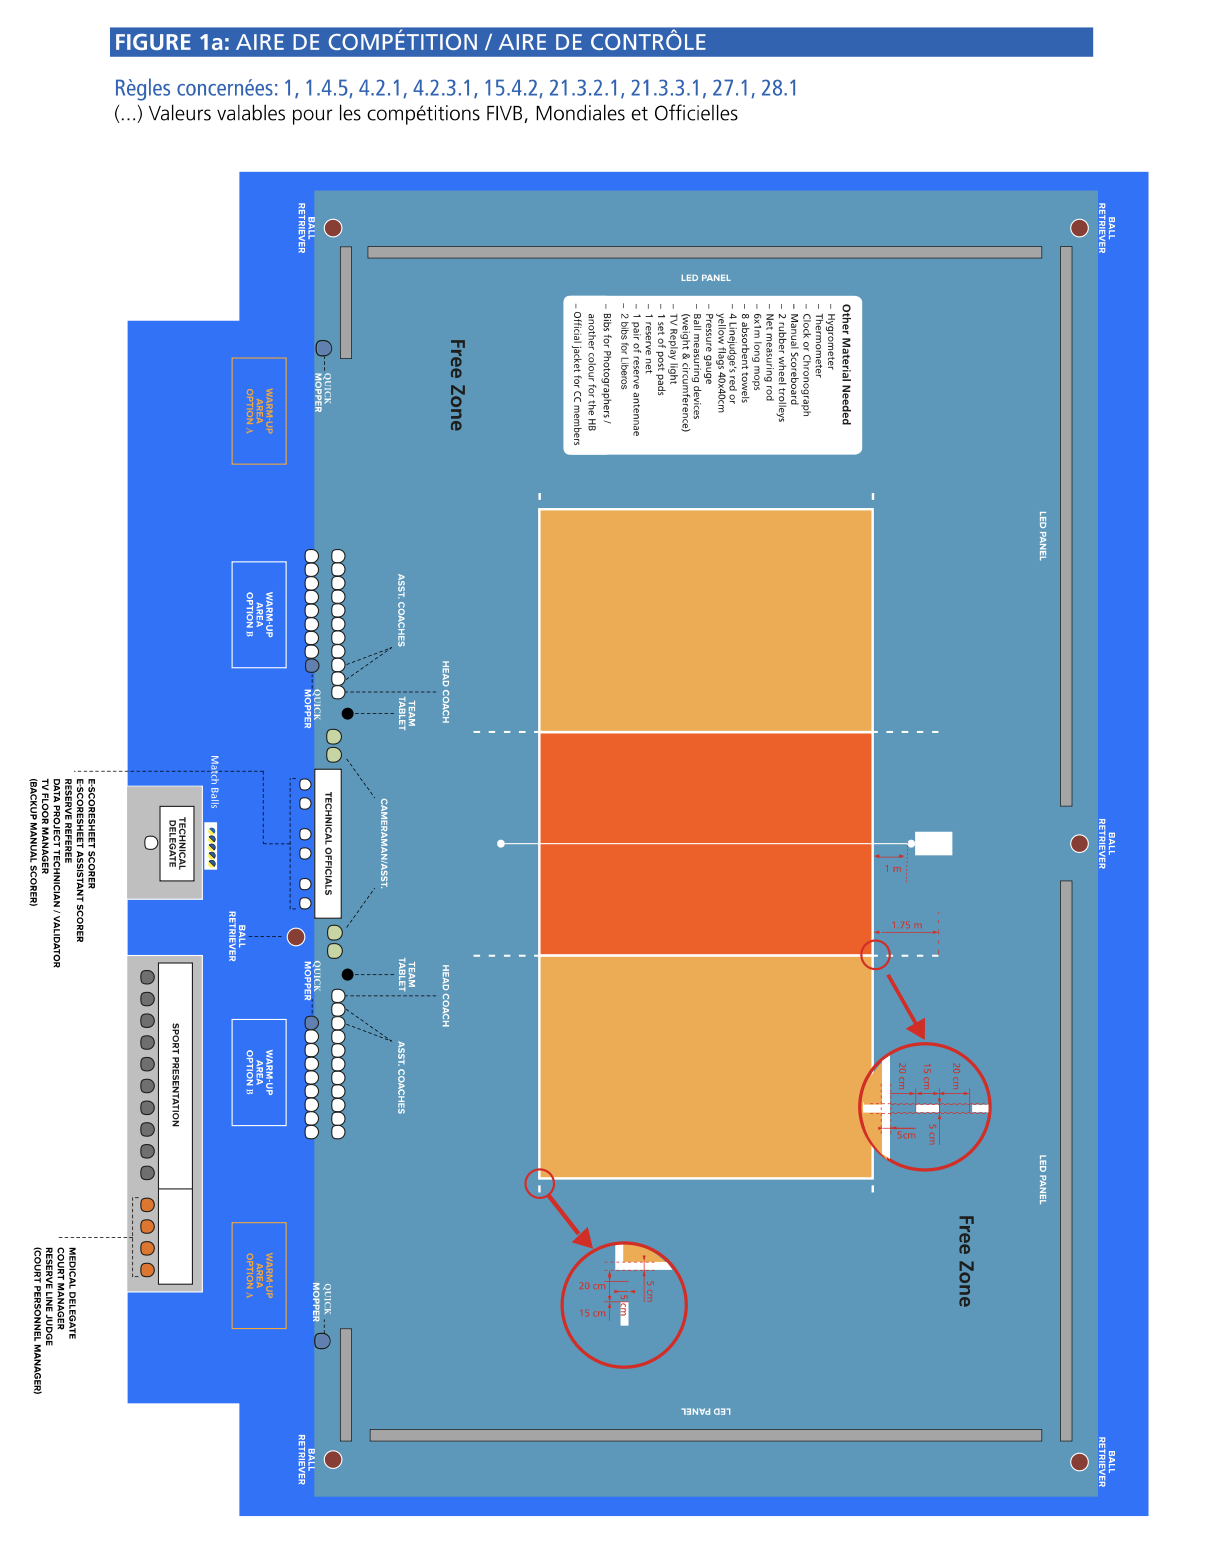 FIGURE 1a: AIRE DE COMPÉTITION / AIRE DE CONTRÔLE
Règles concernées: 1, 1.4.5, 4.2.1, 4.2.3.1, 15.4.2, 21.3.2.1, 21.3.3.1, 27.1, 28.1
(...) Valeurs valables pour les compétitions FIVB, Mondiales et Officielles
BALL
RETRIEVER
BALL
RETRIEVER
LED PANEL
Other Material Needed
– Hygrometer
– Thermometer
– Clock or Chronograph
– Manual Scoreboard
– 2 rubber wheel trolleys
– Net measuring rod
– 6x1m long mops
– 8 absorbent towels
– 4 Linejudge's red or
yellow flags 40x40cm
– Pressure gauge
– Ball measuring devices
(weight & circumference)
– TV Replay light
– 1 set of post pads
– 1 reserve net
– 1 pair of reserve antennae
– 2 bibs for Liberos
– Bibs for Photographers /
another colour for the HB
– Official jacket for CC members
Free Zone
QUICK
MOPPER
WARM-UP
AREA
OPTION A
LED PANEL
WARM-UP
AREA
OPTION B
ASST. COACHES
HEAD COACH
QUICK
MOPPER
TEAM
TABLET
Match Balls
CAMERAMAN/ASST.
TECHNICAL OFFICIALS
TECHNICAL
DELEGATE
E-SCORESHEET SCORER
E-SCORESHEET ASSISTANT SCORER
RESERVE REFEREE
DATA PROJECT TECHNICIAN / VALIDATOR
TV FLOOR MANAGER
(BACKUP MANUAL SCORER)
BALL
RETRIEVER
1 m
1.75 m
BALL
RETRIEVER
QUICK
MOPPER
TEAM
TABLET
HEAD COACH
ASST. COACHES
WARM-UP
AREA
OPTION B
SPORT PRESENTATION
20 cm
15 cm
20 cm
5 cm
5cm
LED PANEL
Free Zone
WARM-UP
AREA
OPTION A
MEDICAL DELEGATE
COURT MANAGER
RESERVE LINE JUDGE
(COURT PERSONNEL MANAGER)
QUICK
MOPPER
20 cm
5 cm
5cm
15 cm
LED PANEL
BALL
RETRIEVER
BALL
RETRIEVER